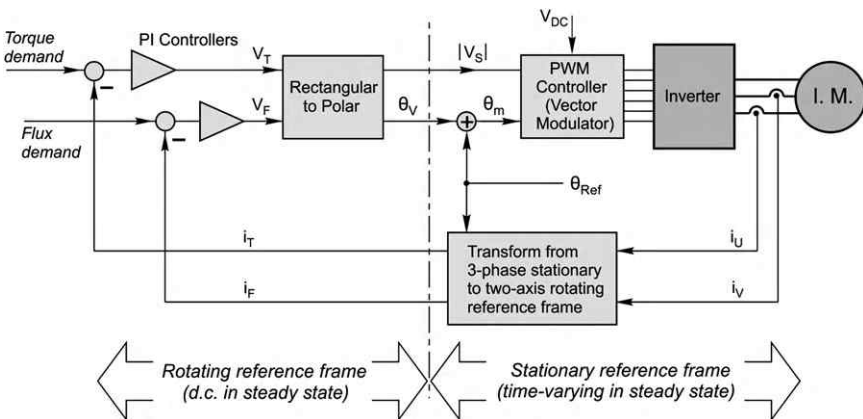 V_DC
Torque
demand
PI Controllers
V_T
|V_S|
Rectangular
to Polar
PWM
Controller
(Vector
Modulator)
Inverter
I. M.
V_F
θ_V
θ_m
Flux
demand
θ_Ref
i_T
Transform from
3-phase stationary
to two-axis rotating
reference frame
i_U
i_F
i_V
Rotating reference frame
(d.c. in steady state)
Stationary reference frame
(time-varying in steady state)